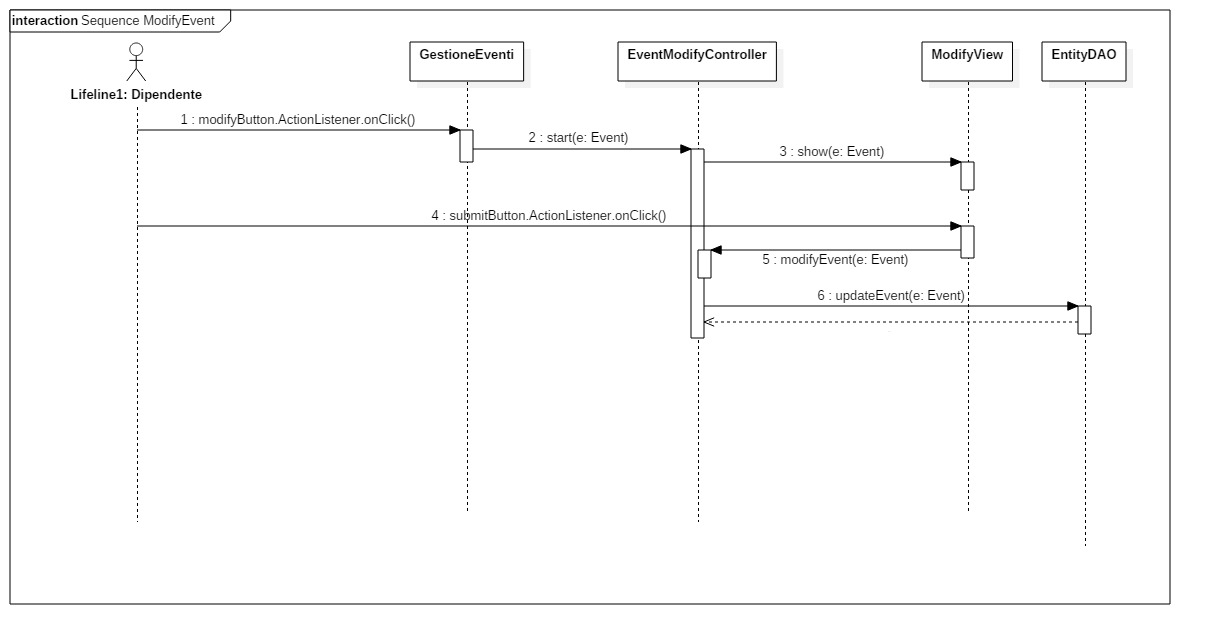 interaction Sequence ModifyEvent
GestioneEventi
EventModifyController
ModifyView
EntityDAO
Lifeline1: Dipendente
1 : modifyButton.ActionListener.onClick()
2 : start(e: Event)
3 : show(e: Event)
4 : submitButton.ActionListener.onClick()
5 : modifyEvent(e: Event)
6 : updateEvent(e: Event)